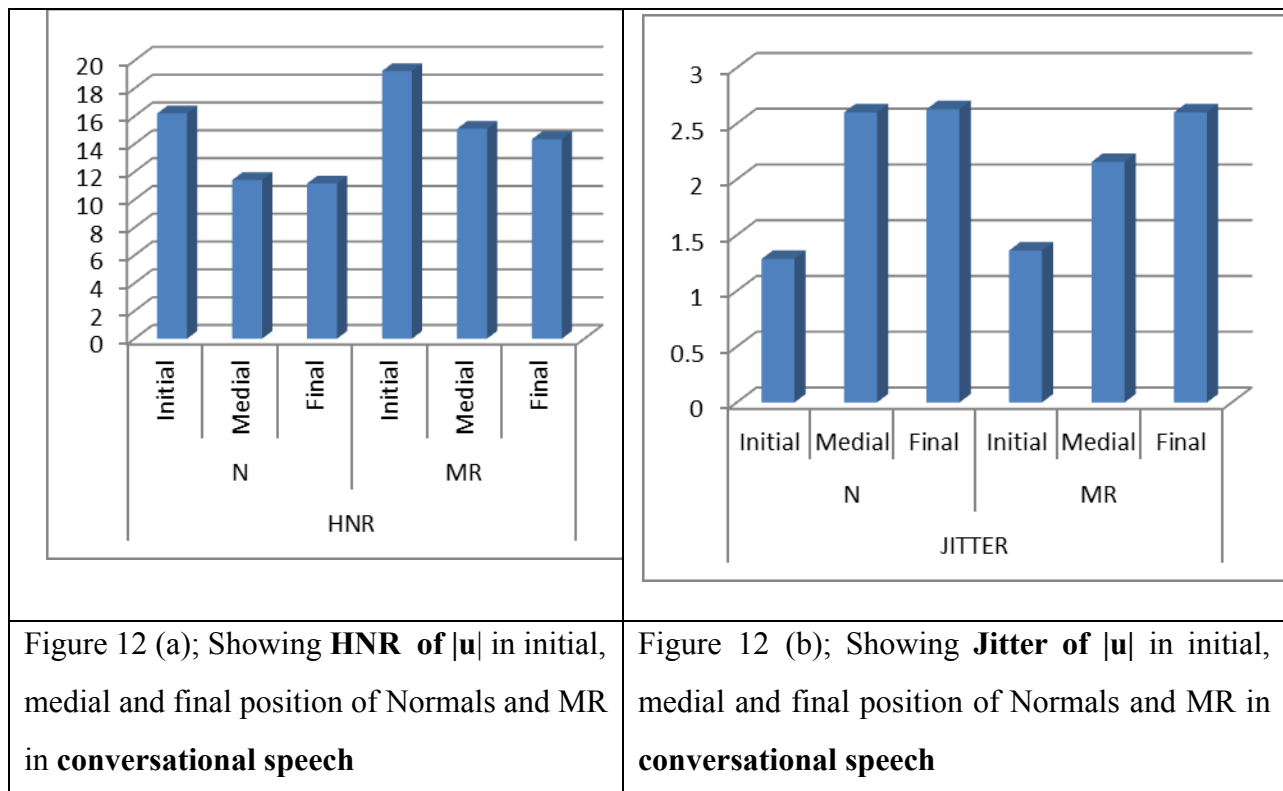 20
18
16
14
12
10
8
6
4
2
0
Initial Medial Final Initial Medial Final
N MR
HNR
3
2.5
2
1.5
1
0.5
0
Initial Medial Final Initial Medial Final
N MR
JITTER
Figure 12 (a); Showing HNR of |u| in initial,
medial and final position of Normals and MR
in conversational speech
Figure 12 (b); Showing Jitter of |u| in initial,
medial and final position of Normals and MR in
conversational speech